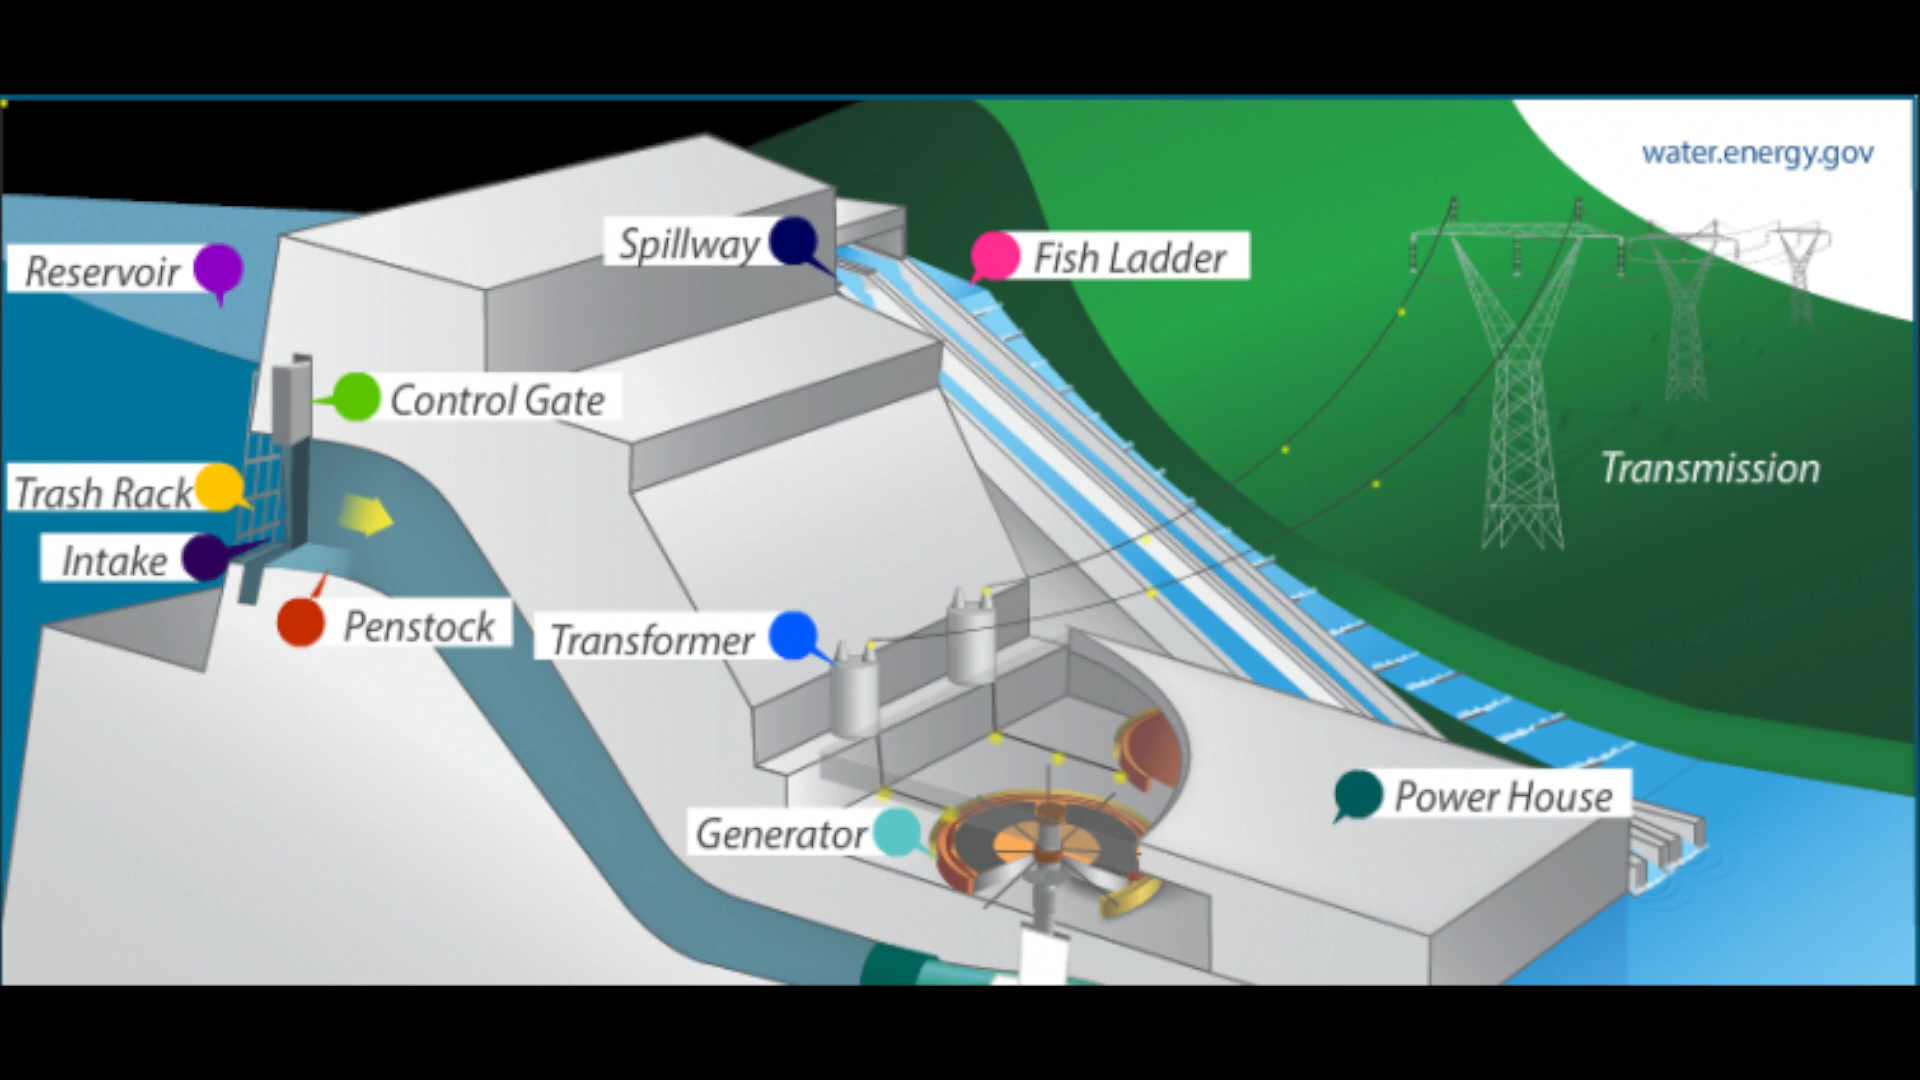 water.energy.gov
Spillway
Fish Ladder
Reservoir
Control Gate
Transmission
Trash Rack
Intake
Penstock
Transformer
Power House
Generator